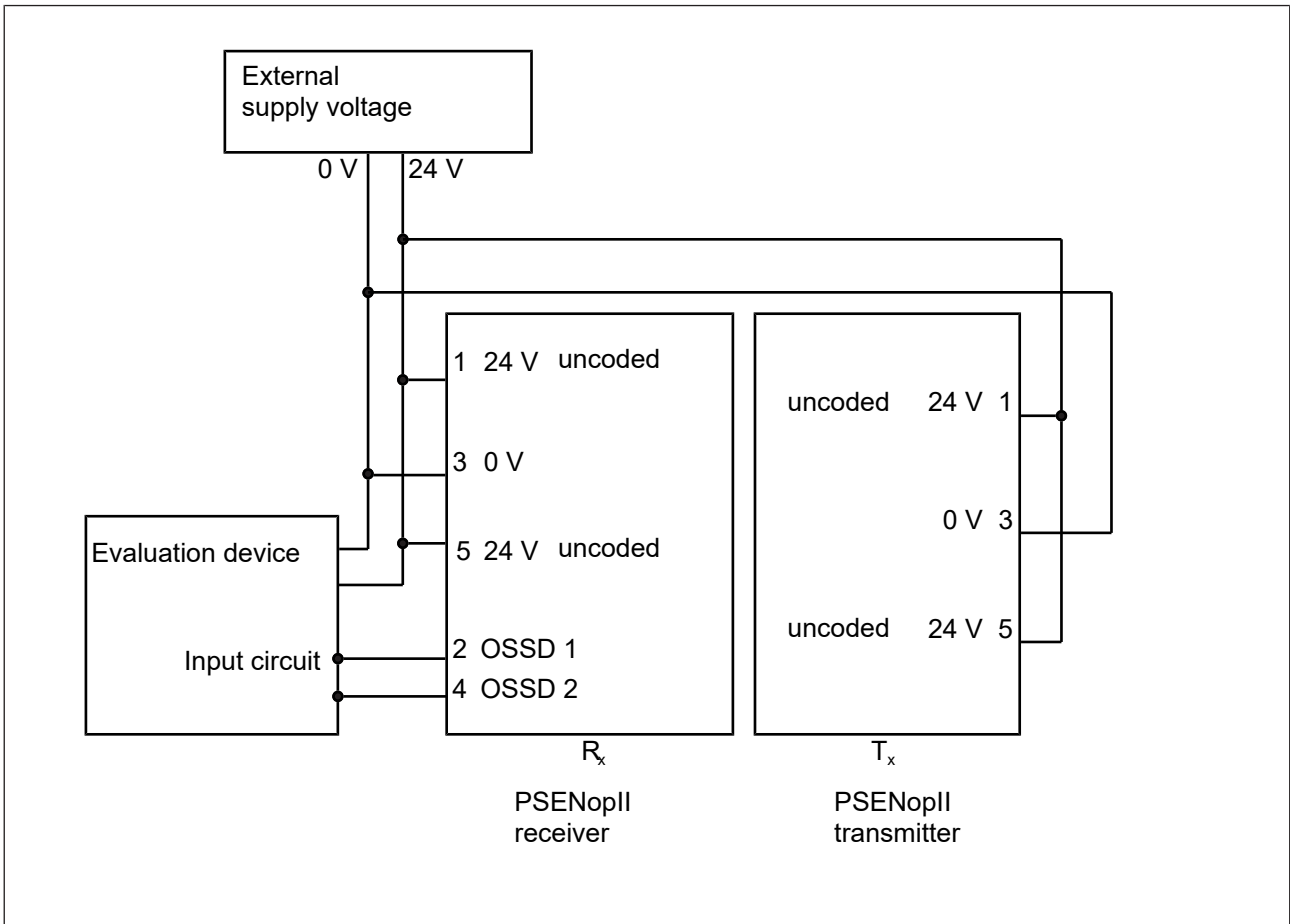 External
supply voltage
0 V
24 V
1 24 V uncoded
uncoded 24 V 1
3 0 V
0 V 3
Evaluation device
5 24 V uncoded
uncoded 24 V 5
Input circuit
2 OSSD 1
4 OSSD 2
Rx
Tx
PSENopII
receiver
PSENopII
transmitter